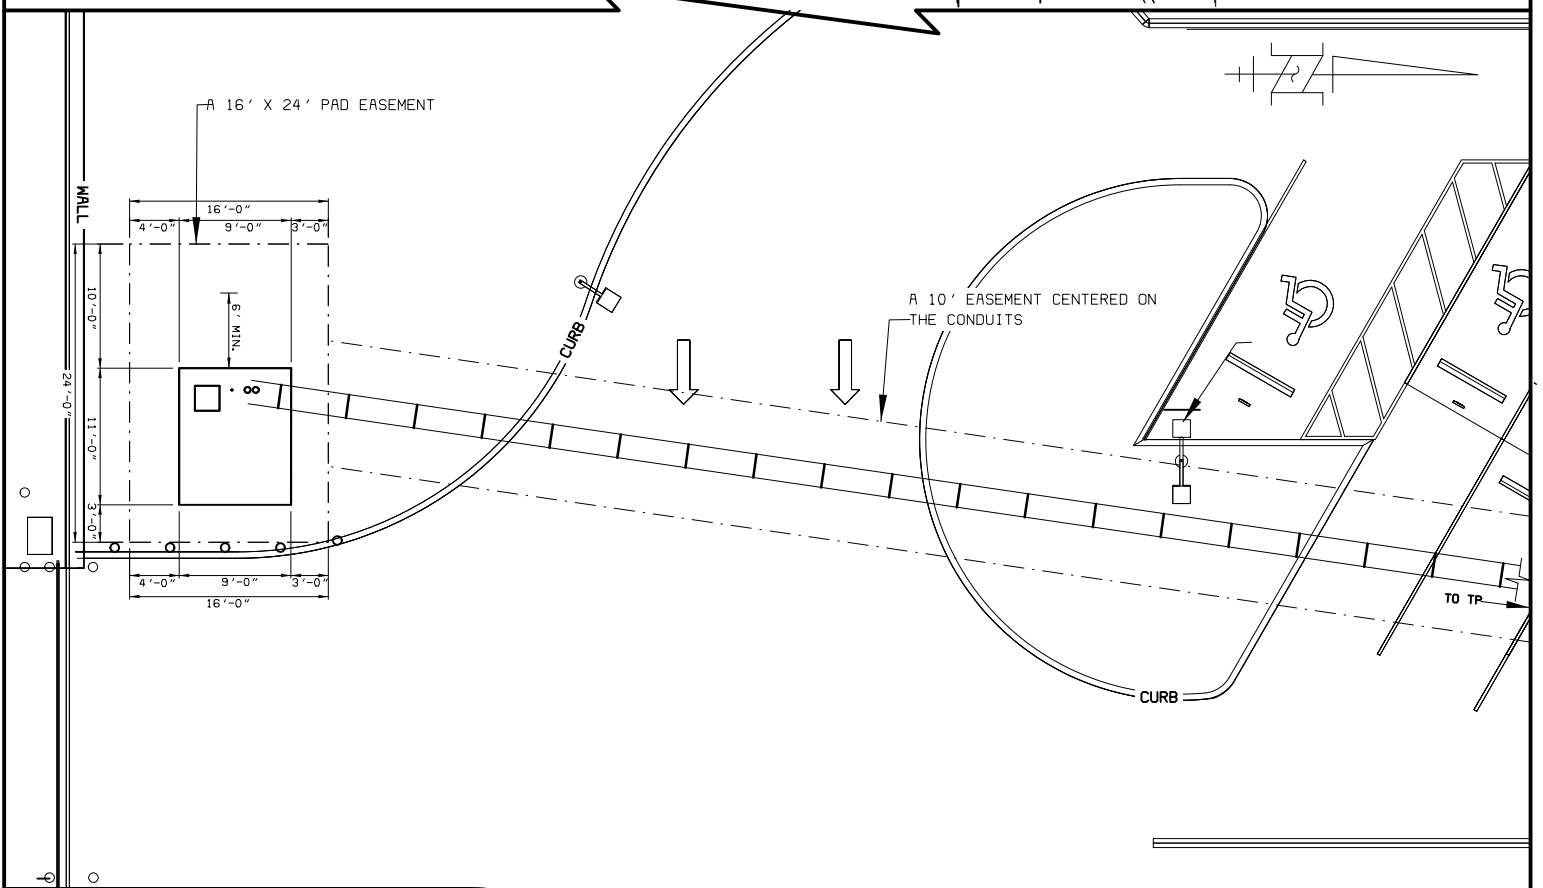 A 16' X 24' PAD EASEMENT
WALL
16'-0"
4'-0"
9'-0"
3'-0"
10'-0"
6' MIN.
24'-0"
11'-0"
3'-0"
4'-0"
9'-0"
3'-0"
16'-0"
CURB
A 10' EASEMENT CENTERED ON
THE CONDUITS
TO TP
CURB